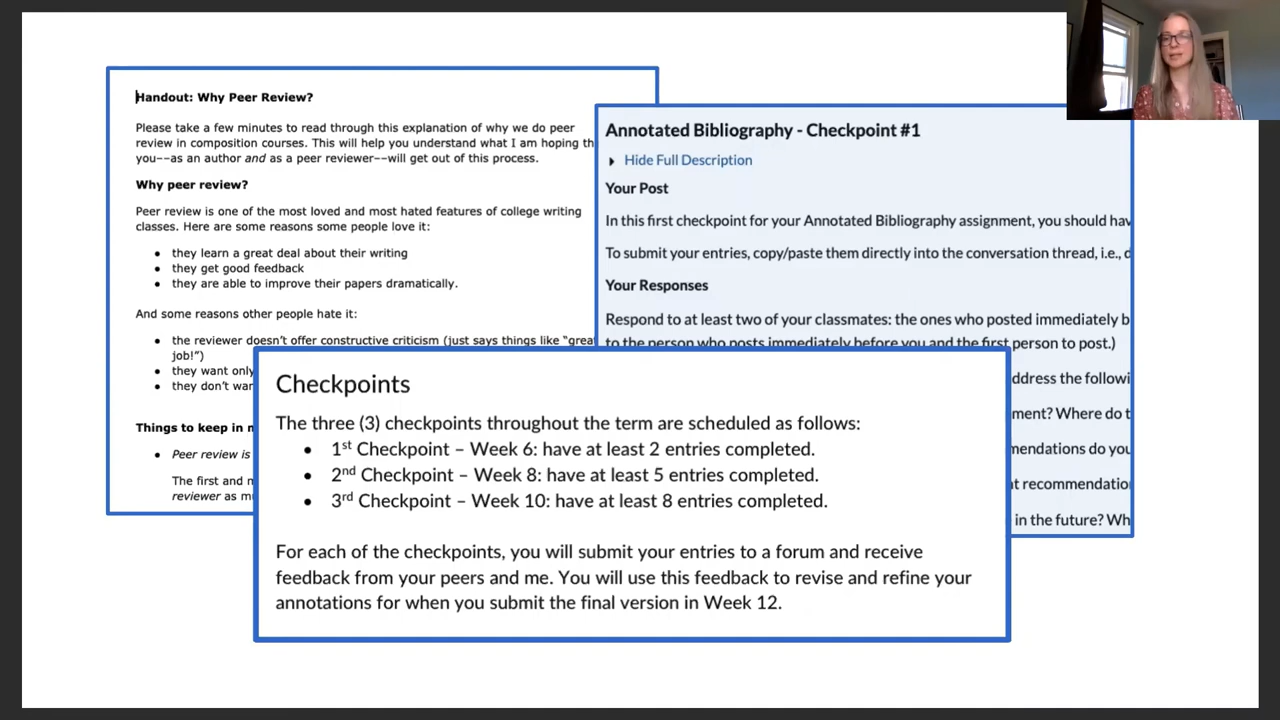 Handout: Why Peer Review?
Please take a few minutes to read through this explanation of why we do peer
review in composition courses. This will help you understand what I am hoping th
you--as an author and as a peer reviewer--will get out of this process.
Why peer review?
Peer review is one of the most loved and most hated features of college writing
classes. Here are some reasons some people love it:
• they learn a great deal about their writing
• they get good feedback
• they are able to improve their papers dramatically.
And some reasons other people hate it:
• the reviewer doesn't offer constructive criticism (just says things like “great
job!”)
• they want only
• they don't wan
Things to keep in m
• Peer review is
The first and m
reviewer as mu
Annotated Bibliography - Checkpoint #1
Hide Full Description
Your Post
In this first checkpoint for your Annotated Bibliography assignment, you should hav
To submit your entries, copy/paste them directly into the conversation thread, i.e., d
Your Responses
Respond to at least two of your classmates: the ones who posted immediately b
to the person who posts immediately before you and the first person to post.)
ddress the followi
ment? Where do t
mendations do you
nt recommendation
in the future? Wh
Checkpoints
The three (3) checkpoints throughout the term are scheduled as follows:
• 1st Checkpoint – Week 6: have at least 2 entries completed.
• 2nd Checkpoint – Week 8: have at least 5 entries completed.
• 3rd Checkpoint – Week 10: have at least 8 entries completed.
For each of the checkpoints, you will submit your entries to a forum and receive
feedback from your peers and me. You will use this feedback to revise and refine your
annotations for when you submit the final version in Week 12.